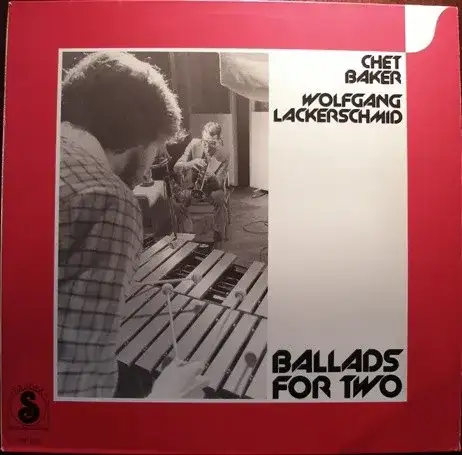 CHET
BAKER
WOLFGANG
LACKERSCHMID
BALLADS
FOR TWO
S